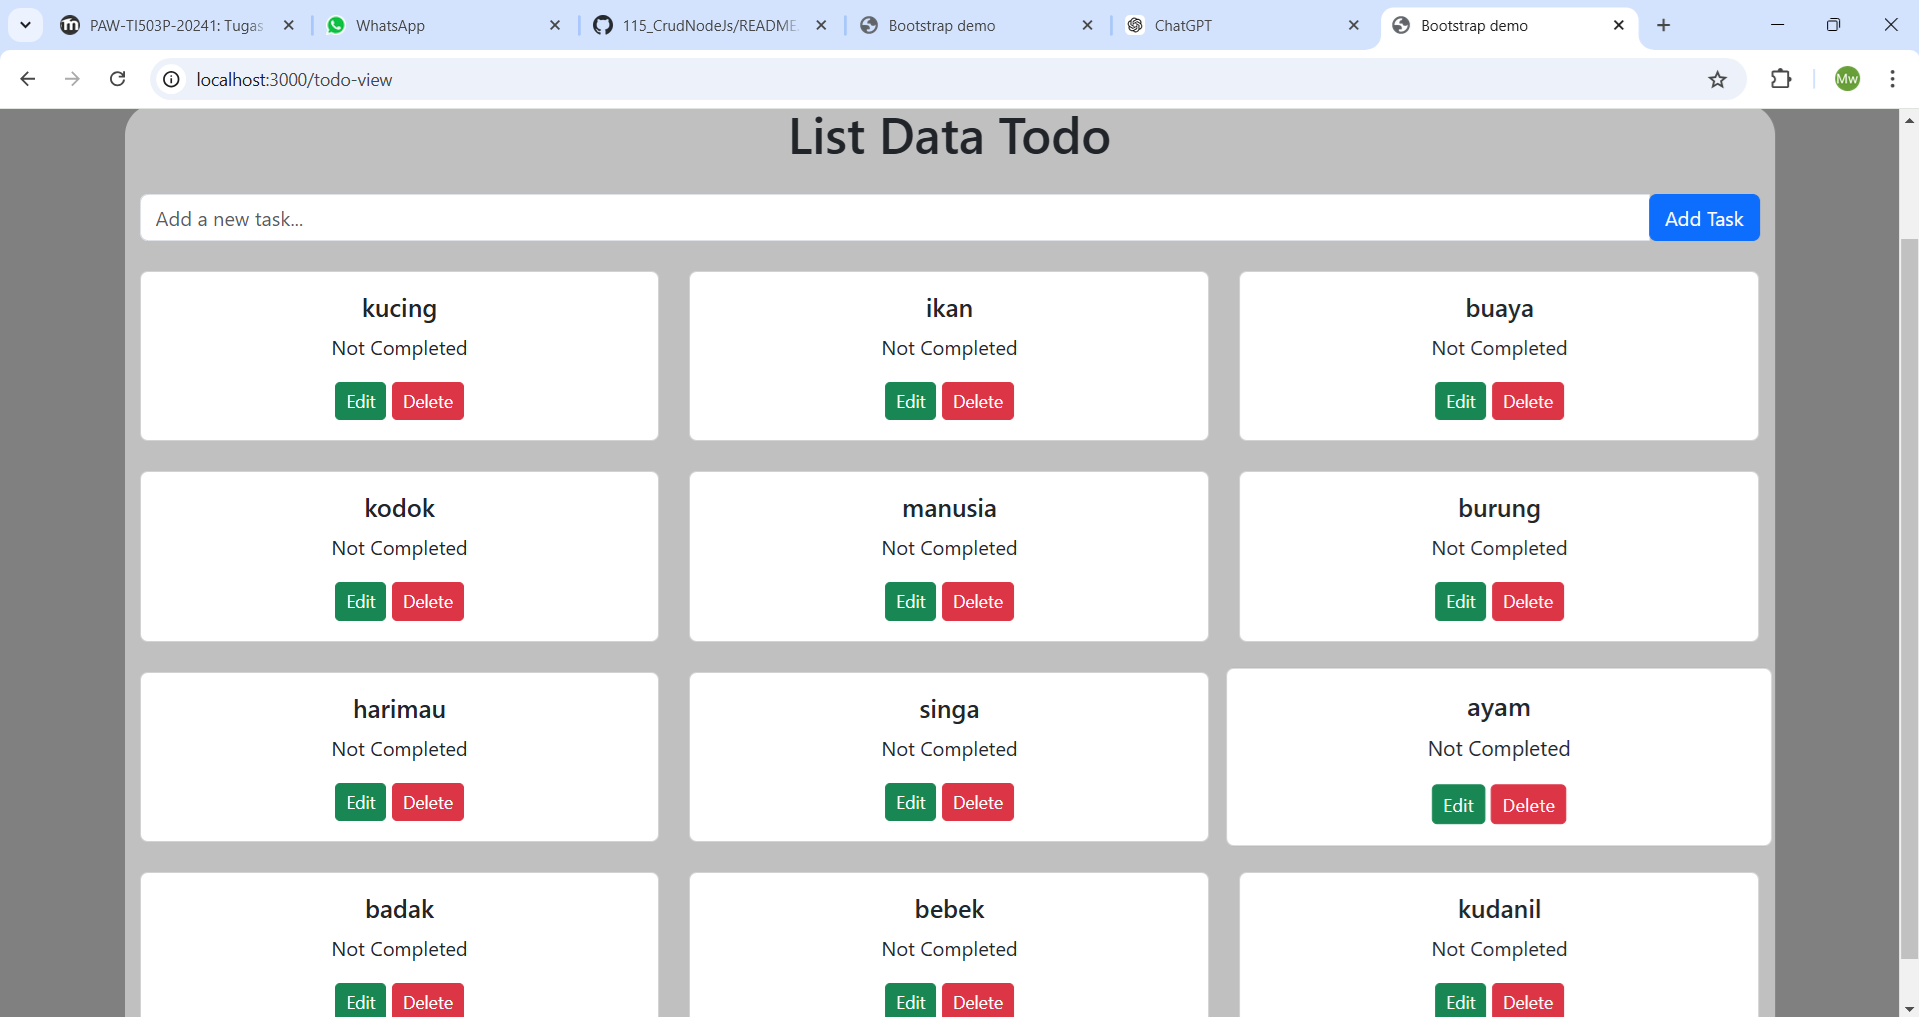 PAW-TI503P-20241: Tugas
WhatsApp
115_CrudNodeJs/README.
Bootstrap demo
ChatGPT
Bootstrap demo
localhost:3000/todo-view
Mw
List Data Todo
Add a new task...
Add Task
kucing
Not Completed
Edit Delete
ikan
Not Completed
Edit Delete
buaya
Not Completed
Edit Delete
kodok
Not Completed
Edit Delete
manusia
Not Completed
Edit Delete
burung
Not Completed
Edit Delete
harimau
Not Completed
Edit Delete
singa
Not Completed
Edit Delete
ayam
Not Completed
Edit Delete
badak
Not Completed
Edit Delete
bebek
Not Completed
Edit Delete
kudanil
Not Completed
Edit Delete